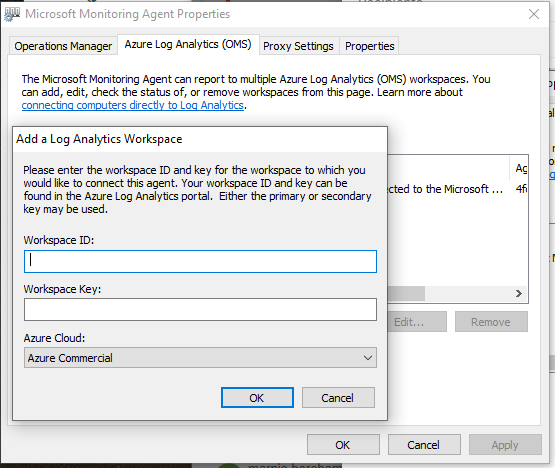 Microsoft Monitoring Agent Properties
Operations Manager Azure Log Analytics (OMS) Proxy Settings Properties
The Microsoft Monitoring Agent can report to multiple Azure Log Analytics (OMS) workspaces. You
can add, edit, check the status of, or remove workspaces from this page. Learn more about
connecting computers directly to Log Analytics.
Add a Log Analytics Workspace
Please enter the workspace ID and key for the workspace to which you
would like to connect this agent. Your workspace ID and key can be
found in the Azure Log Analytics portal. Either the primary or secondary
key may be used.
Ag
ected to the Microsoft ... 4f
Workspace ID:
Workspace Key:
Edit... Remove
Azure Cloud:
Azure Commercial
OK Cancel
OK Cancel Apply